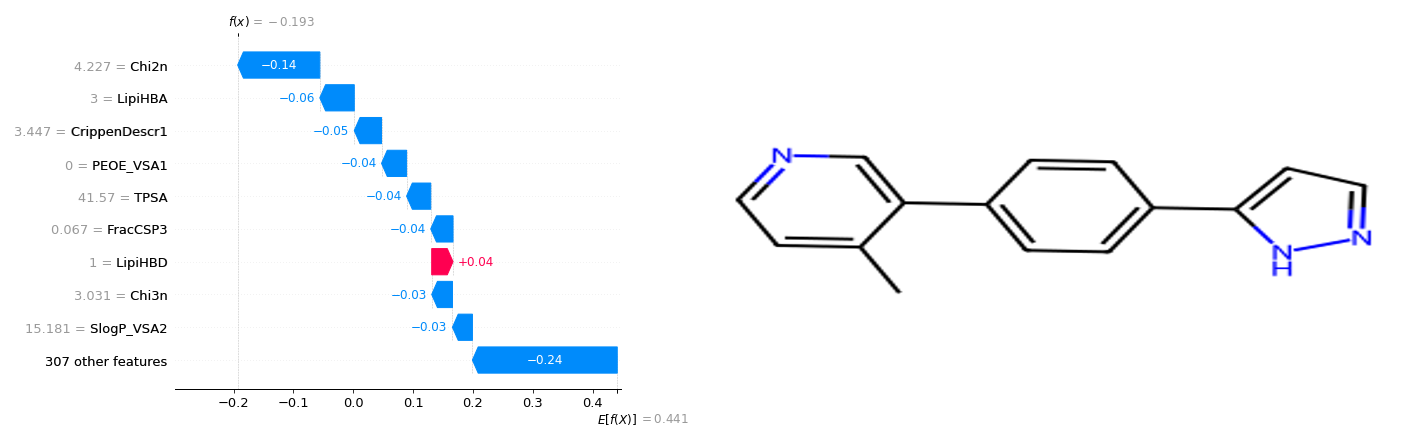 f(x) = −0.193
4.227 = Chi2n
−0.14
3 = LipiHBA
−0.06
3.447 = CrippenDescr1
−0.05
0 = PEOE_VSA1
−0.04
41.57 = TPSA
−0.04
0.067 = FracCSP3
−0.04
1 = LipiHBD
+0.04
3.031 = Chi3n
−0.03
15.181 = SlogP_VSA2
−0.03
307 other features
−0.24
−0.2 −0.1 0.0 0.1 0.2 0.3 0.4
E[f(X)] = 0.441
N
N
N
H